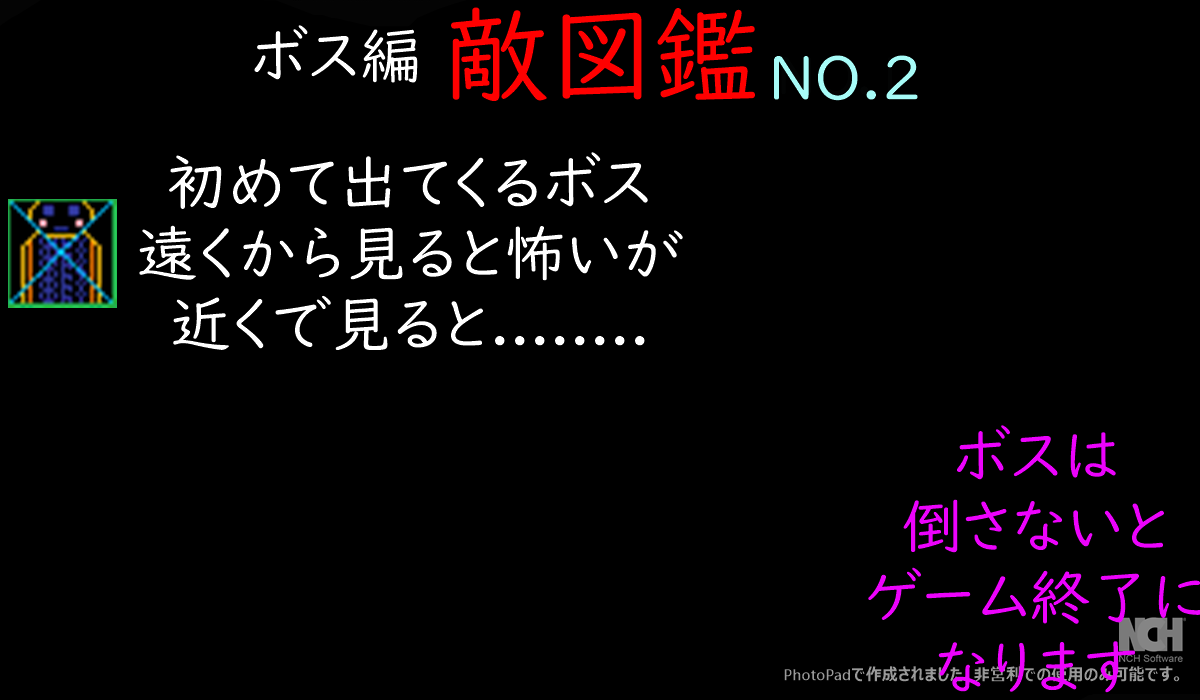 ボス編 敵図鑑 NO.2
初めて出てくるボス
遠くから見ると怖いが
近くで見ると........
ボスは
倒さないと
ゲーム終了に
なります
NCH
NCH Software
PhotoPadで作成されました。非営利での使用のみ可能です。